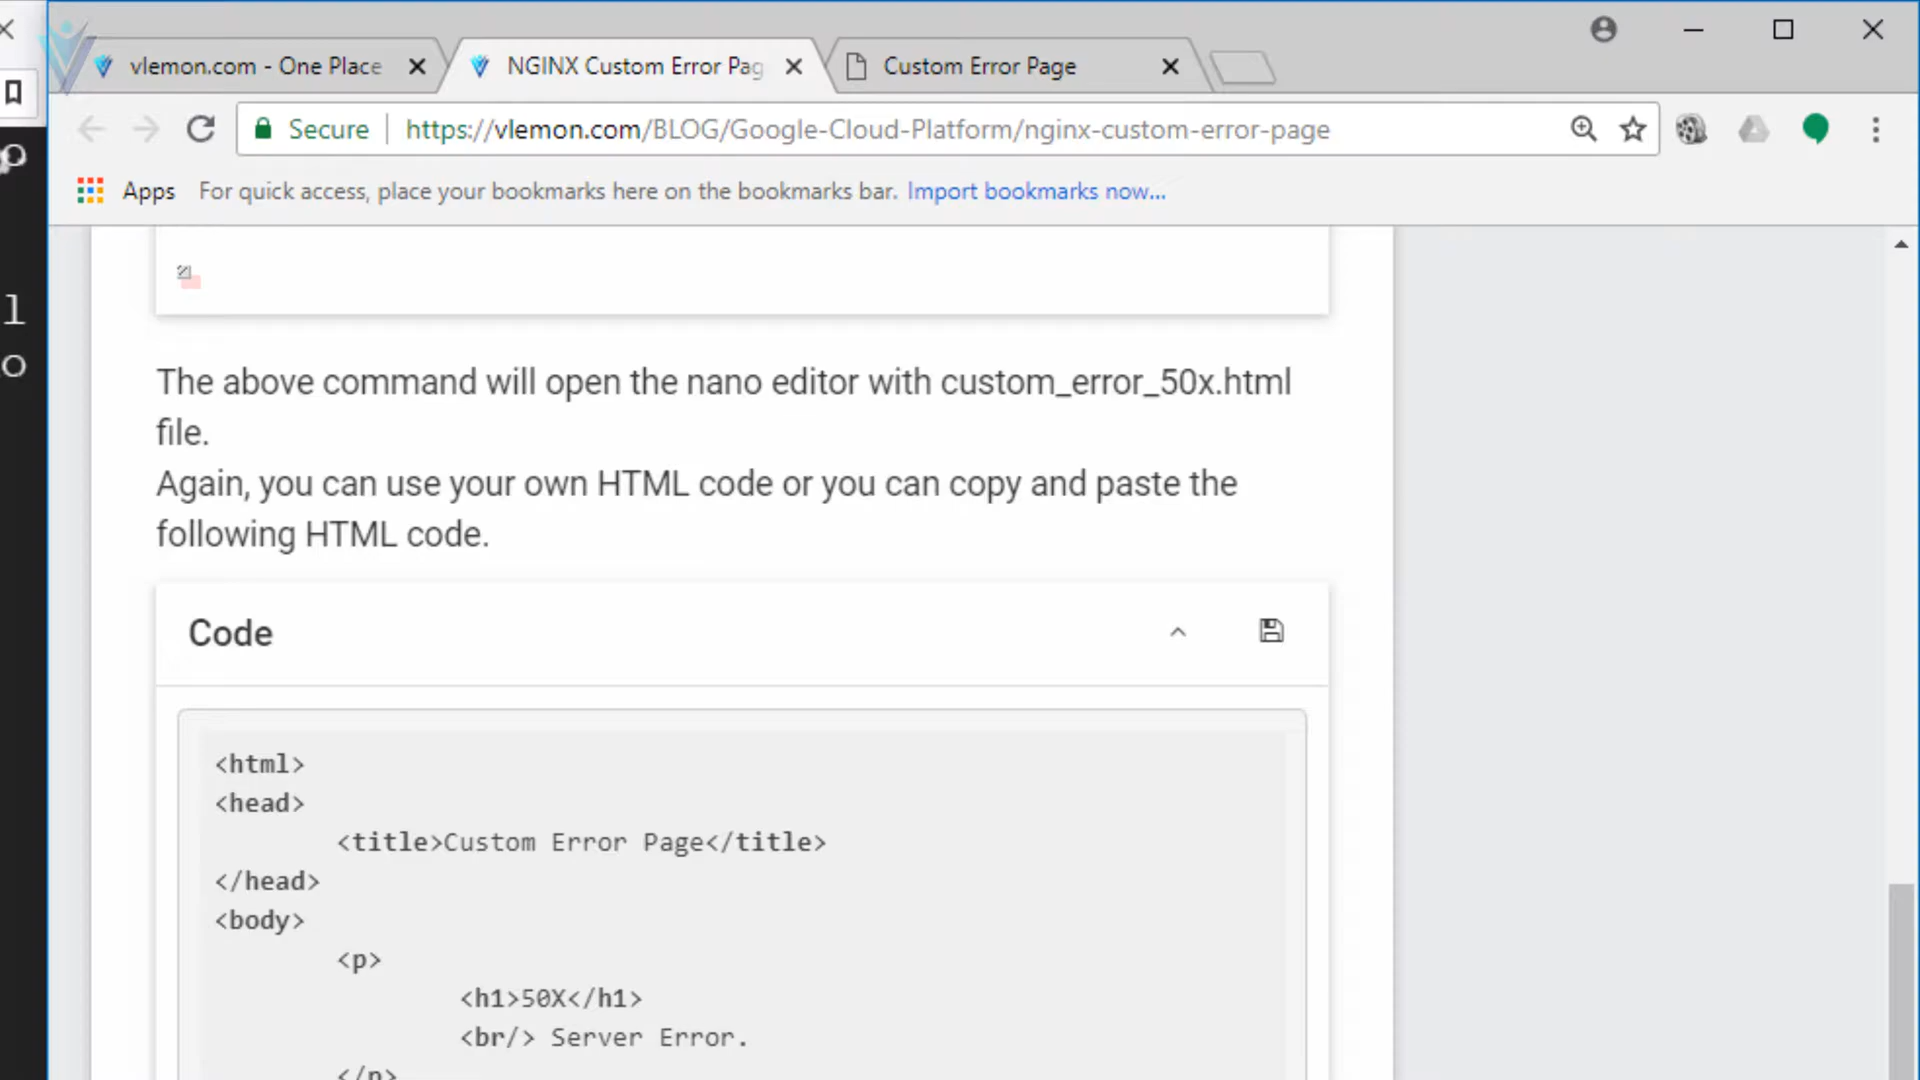 vlemon.com - One Place
NGINX Custom Error Pag
Custom Error Page
Secure
https://vlemon.com/BLOG/Google-Cloud-Platform/nginx-custom-error-page
Apps
For quick access, place your bookmarks here on the bookmarks bar. Import bookmarks now...
l
o
The above command will open the nano editor with custom_error_50x.html
file.
Again, you can use your own HTML code or you can copy and paste the
following HTML code.
Code
<html>
<head>
<title>Custom Error Page</title>
</head>
<body>
<p>
<h1>50X</h1>
<br/> Server Error.
</p>